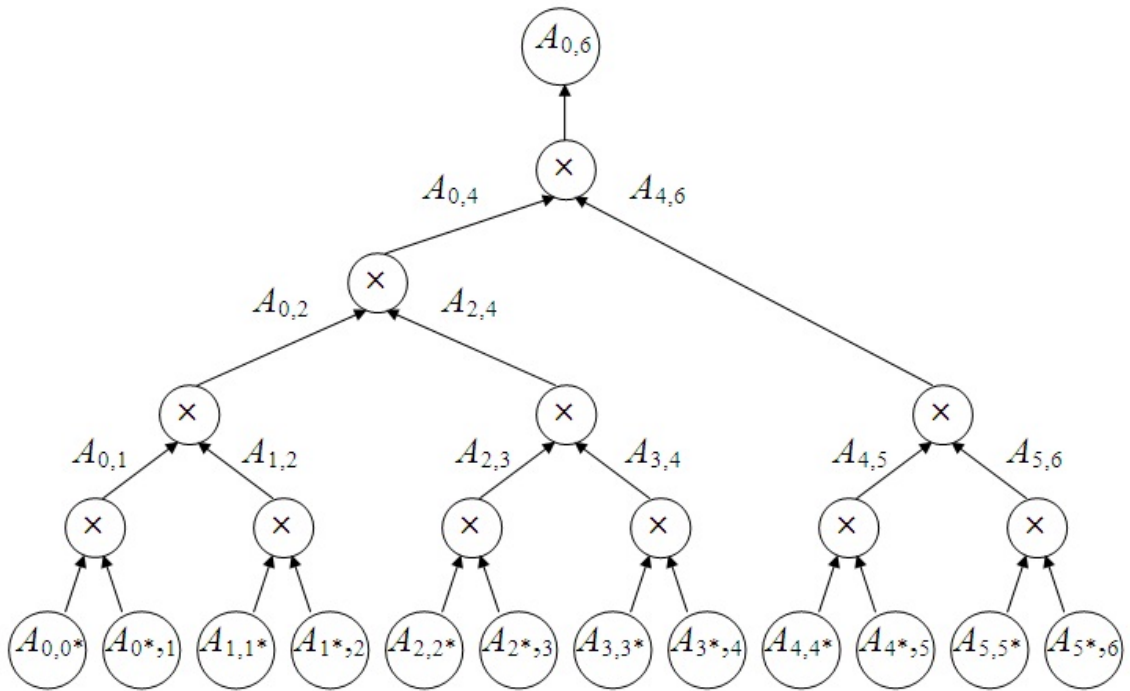 A0,6
×
A0,4 A4,6
×
A0,2 A2,4
× × ×
A0,1 A1,2 A2,3 A3,4 A4,5 A5,6
× × × × × ×
A0,0* A0*,1 A1,1* A1*,2 A2,2* A2*,3 A3,3* A3*,4 A4,4* A4*,5 A5,5* A5*,6